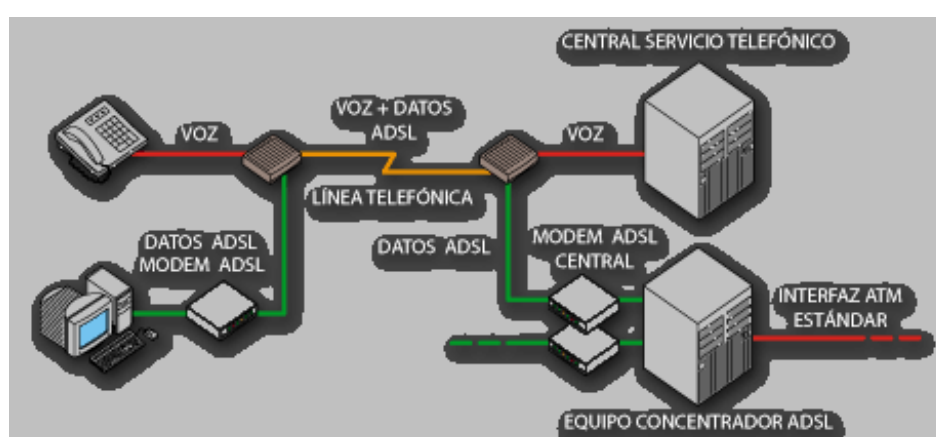 CENTRAL SERVICIO TELEFÓNICO
VOZ
VOZ + DATOS
ADSL
VOZ
LÍNEA TELEFÓNICA
DATOS ADSL
MODEM ADSL
DATOS ADSL
MODEM ADSL
CENTRAL
INTERFAZ ATM
ESTÁNDAR
EQUIPO CONCENTRADOR ADSL